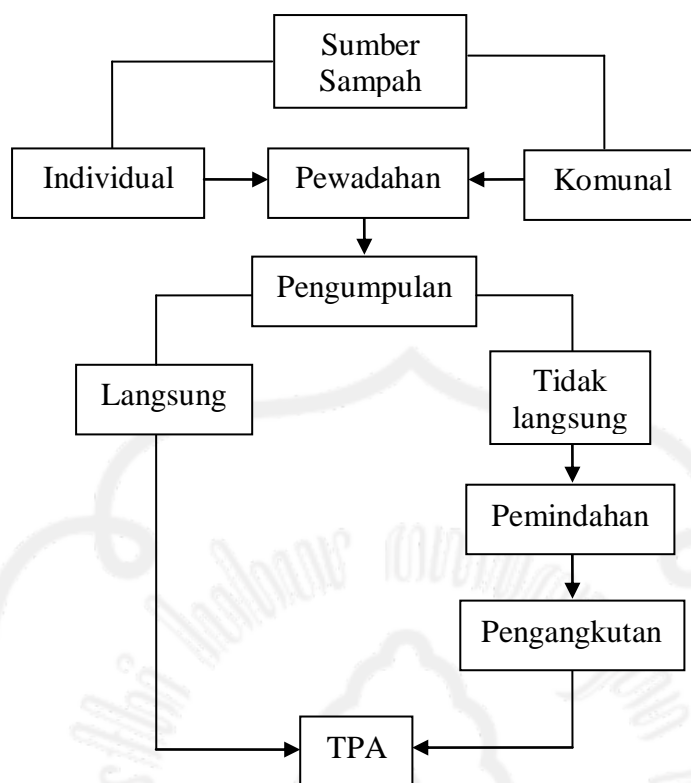 Sumber
Sampah
Individual
Pewadahan
Komunal
Pengumpulan
Langsung
Tidak
langsung
Pemindahan
Pengangkutan
TPA